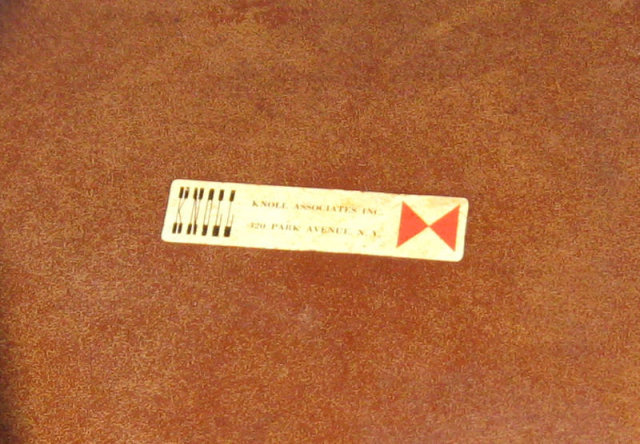 KNOLL
KNOLL ASSOCIATES INC.
320 PARK AVENUE, N. Y.